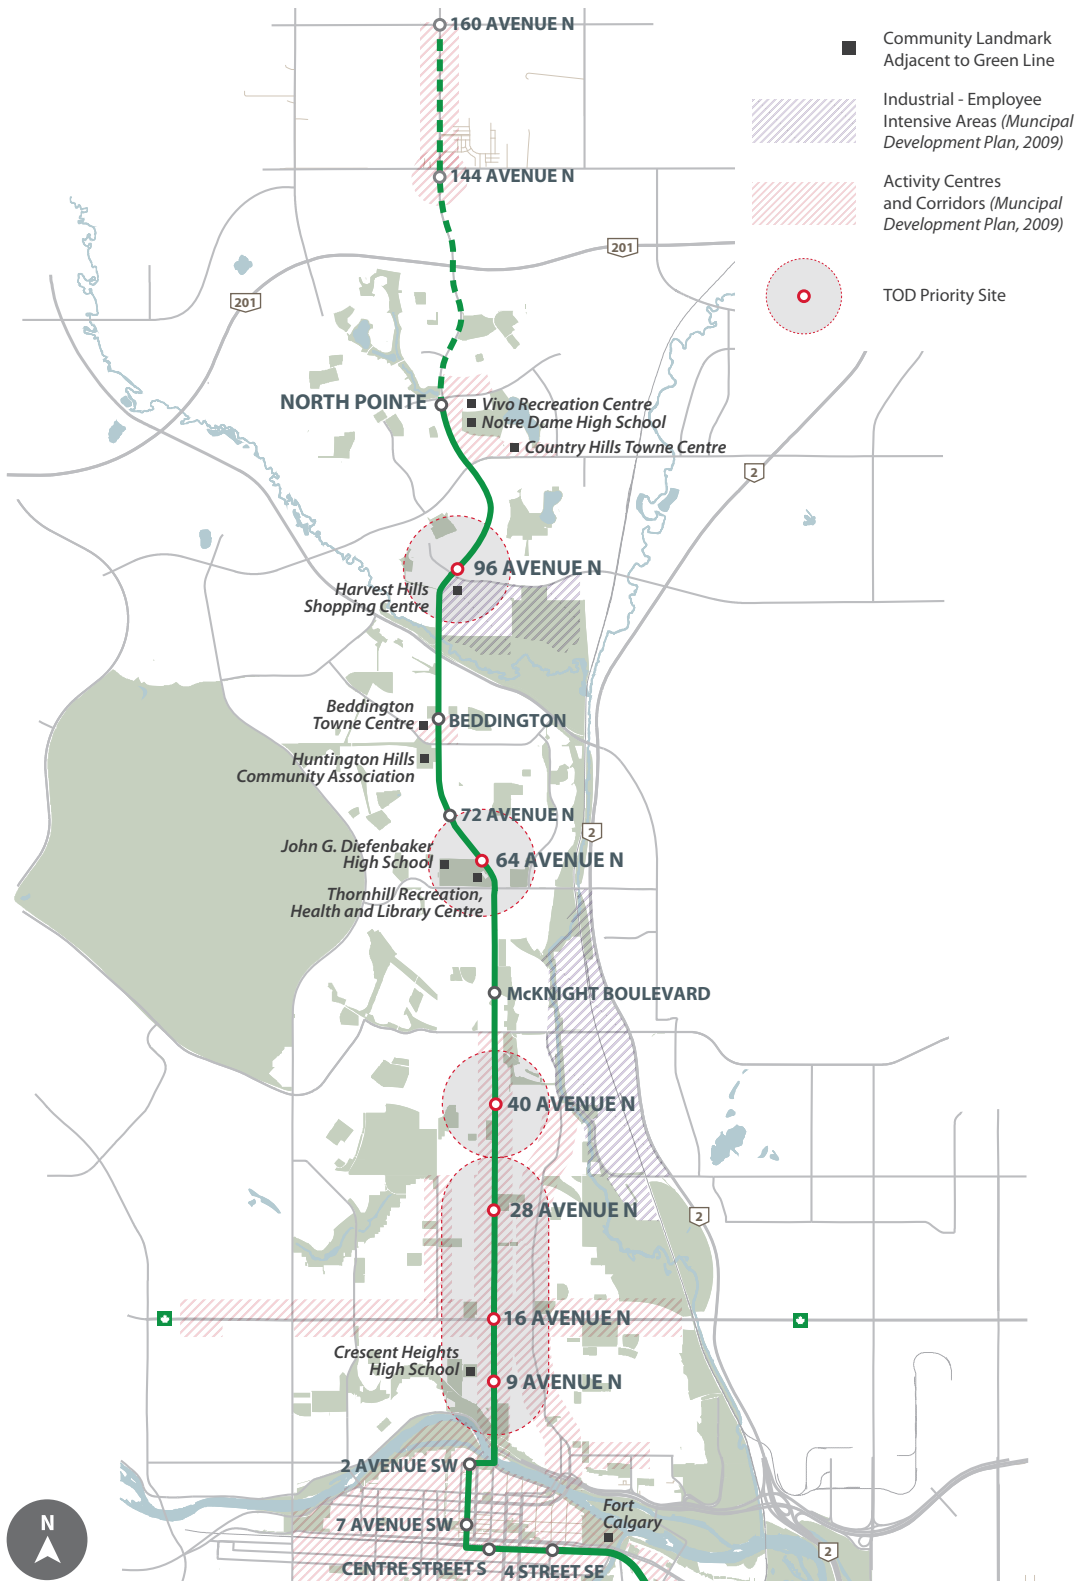 160 AVENUE N
Community Landmark
Adjacent to Green Line
Industrial - Employee
Intensive Areas (Muncipal
Development Plan, 2009)
144 AVENUE N
Activity Centres
and Corridors (Muncipal
Development Plan, 2009)
201
201
TOD Priority Site
NORTH POINTE
Vivo Recreation Centre
Notre Dame High School
Country Hills Towne Centre
2
96 AVENUE N
Harvest Hills
Shopping Centre
Beddington
Towne Centre
BEDDINGTON
Huntington Hills
Community Association
72 AVENUE N
2
John G. Diefenbaker
High School
64 AVENUE N
Thornhill Recreation,
Health and Library Centre
McKNIGHT BOULEVARD
40 AVENUE N
28 AVENUE N
2
16 AVENUE N
Crescent Heights
High School
9 AVENUE N
2 AVENUE SW
Fort
Calgary
7 AVENUE SW
N
2
CENTRE STREET S
4 STREET SE